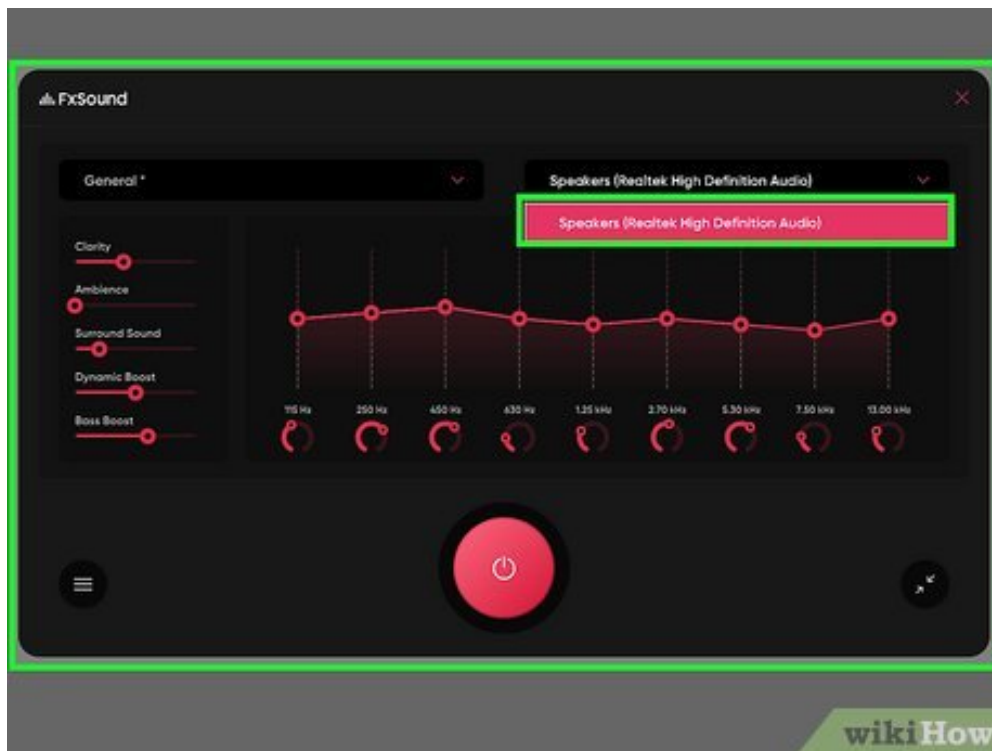 FxSound
General *
Speakers (Realtek High Definition Audio)
Speakers (Realtek High Definition Audio)
Clarity
Ambience
Surround Sound
Dynamic Boost
Bass Boost
115 Hz 250 Hz 450 Hz 630 Hz 1.25 kHz 2.70 kHz 5.30 kHz 7.50 kHz 13.00 kHz
wikiHow